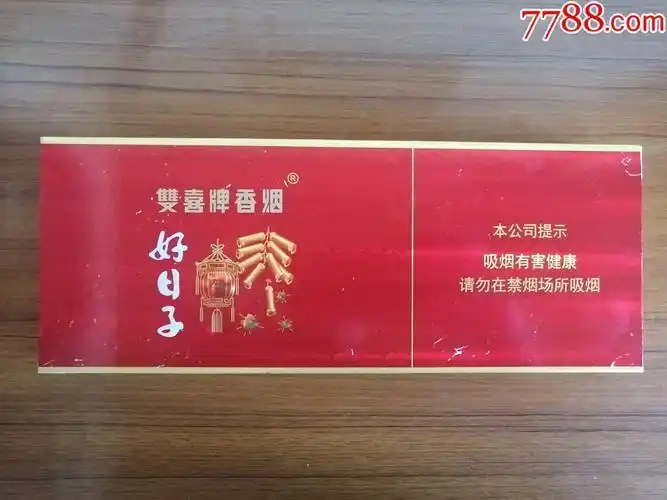 7788.com
雙喜牌香烟®
好日子
本公司提示
吸烟有害健康
请勿在禁烟场所吸烟